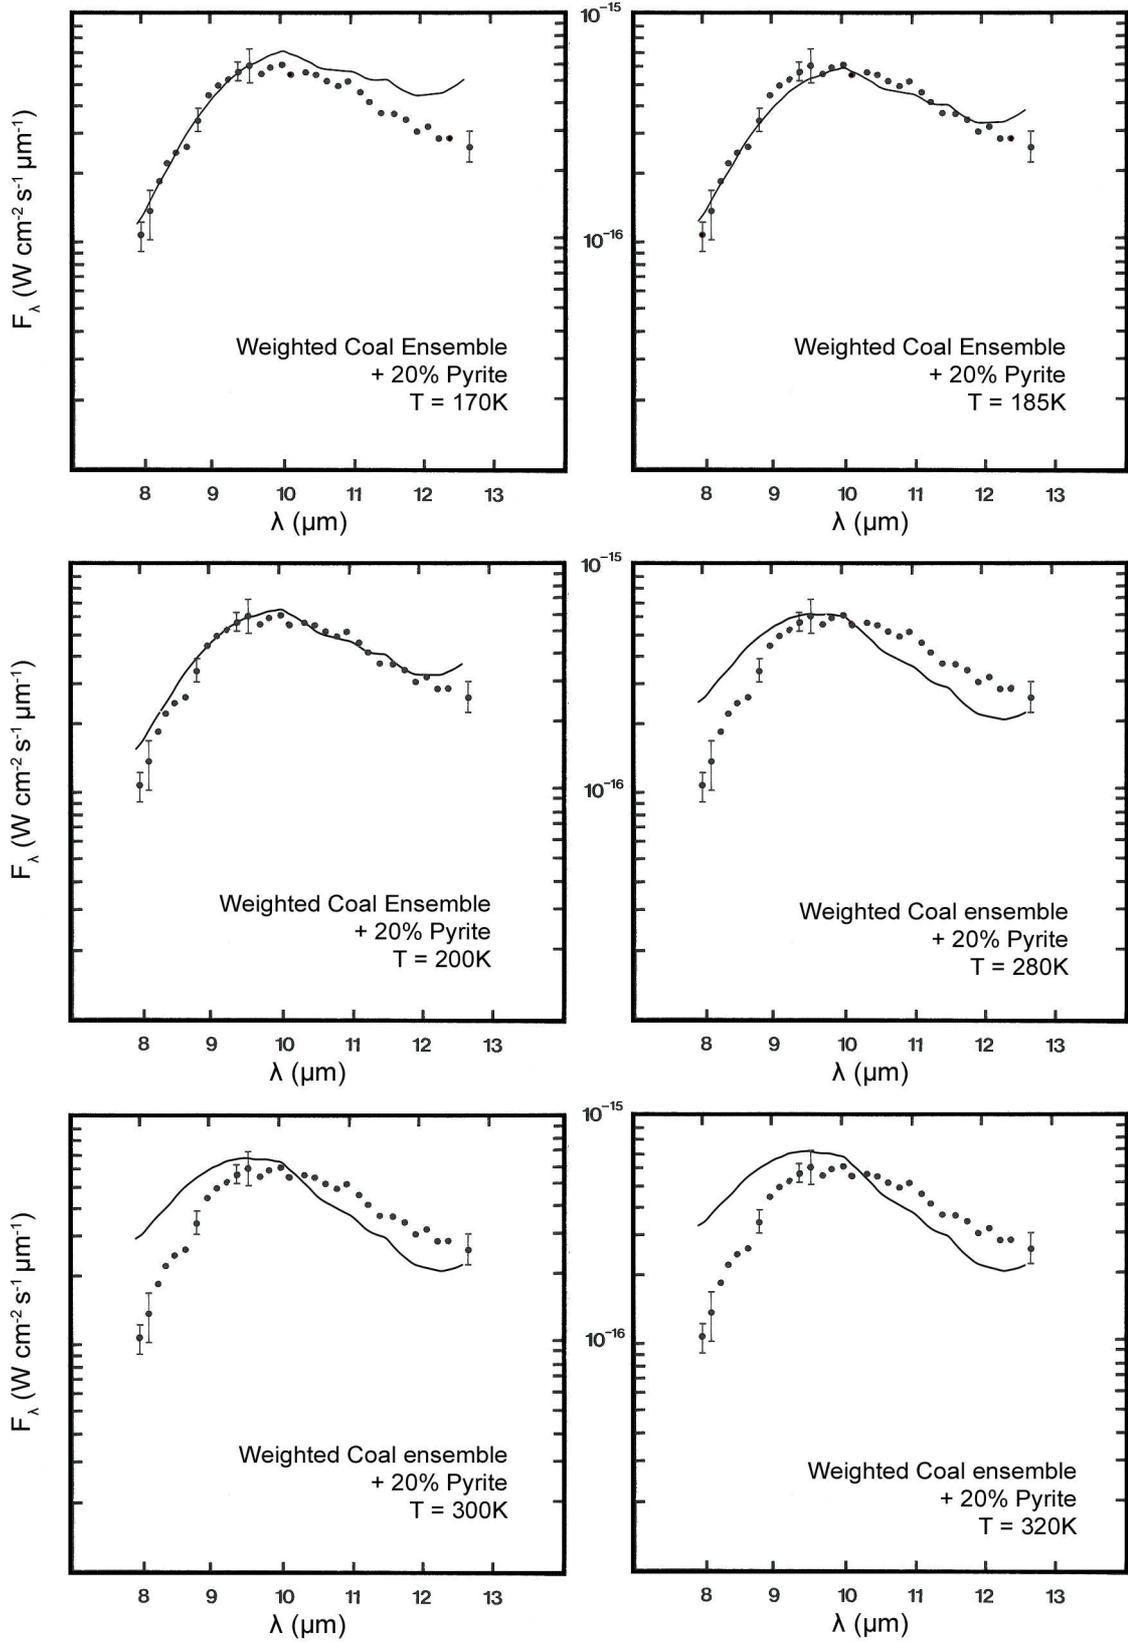 10⁻¹⁵
F_λ (W cm⁻² s⁻¹ µm⁻¹)
10⁻¹⁶
Weighted Coal Ensemble
+ 20% Pyrite
T = 170K
8 9 10 11 12 13
λ (µm)
Weighted Coal Ensemble
+ 20% Pyrite
T = 185K
8 9 10 11 12 13
λ (µm)
10⁻¹⁵
F_λ (W cm⁻² s⁻¹ µm⁻¹)
10⁻¹⁶
Weighted Coal Ensemble
+ 20% Pyrite
T = 200K
8 9 10 11 12 13
λ (µm)
Weighted Coal ensemble
+ 20% Pyrite
T = 280K
8 9 10 11 12 13
λ (µm)
10⁻¹⁵
F_λ (W cm⁻² s⁻¹ µm⁻¹)
10⁻¹⁶
Weighted Coal ensemble
+ 20% Pyrite
T = 300K
8 9 10 11 12 13
λ (µm)
Weighted Coal ensemble
+ 20% Pyrite
T = 320K
8 9 10 11 12 13
λ (µm)